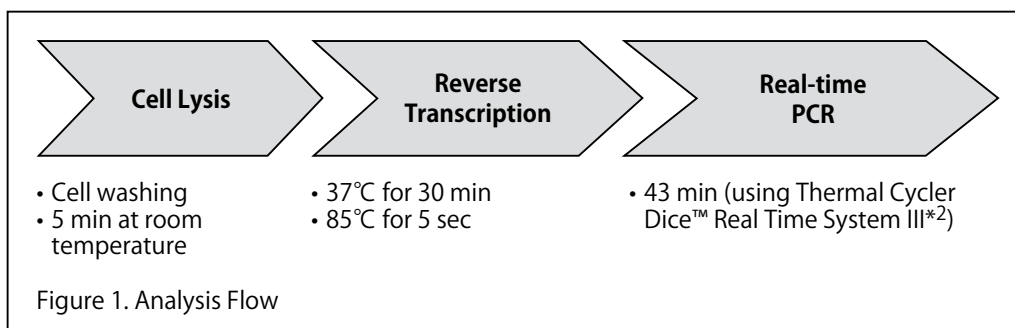 Cell Lysis
Reverse
Transcription
Real-time
PCR
• Cell washing
• 5 min at room
temperature
• 37℃ for 30 min
• 85℃ for 5 sec
• 43 min (using Thermal Cycler
Dice™ Real Time System III*2)
Figure 1. Analysis Flow